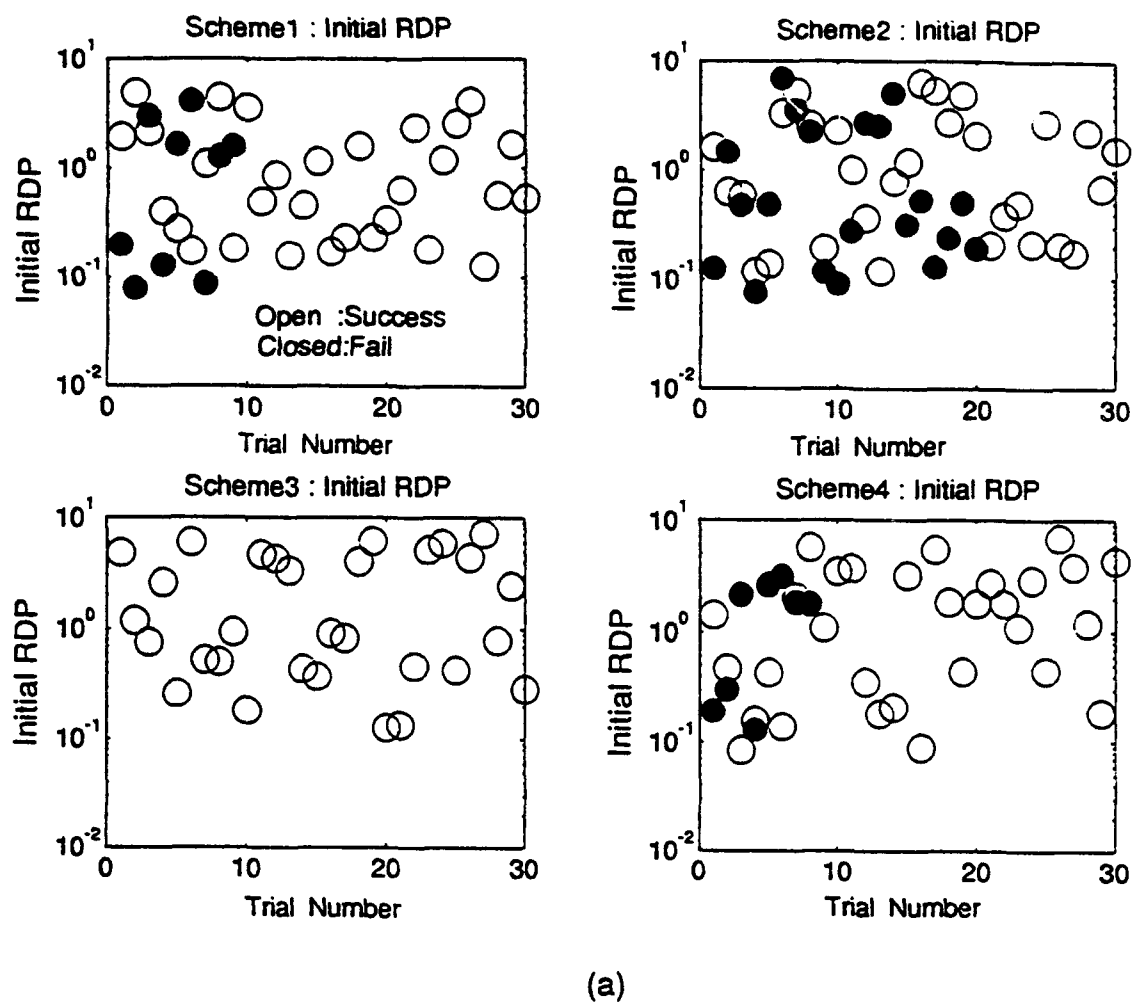 Scheme1 : Initial RDP
10^1
10^0
10^-1
10^-2
Initial RDP
Open :Success
Closed:Fail
0 10 20 30
Trial Number
Scheme2 : Initial RDP
10^1
10^0
10^-1
10^-2
Initial RDP
0 10 20 30
Trial Number
Scheme3 : Initial RDP
10^1
10^0
10^-1
10^-2
Initial RDP
0 10 20 30
Trial Number
Scheme4 : Initial RDP
10^1
10^0
10^-1
10^-2
Initial RDP
0 10 20 30
Trial Number
(a)